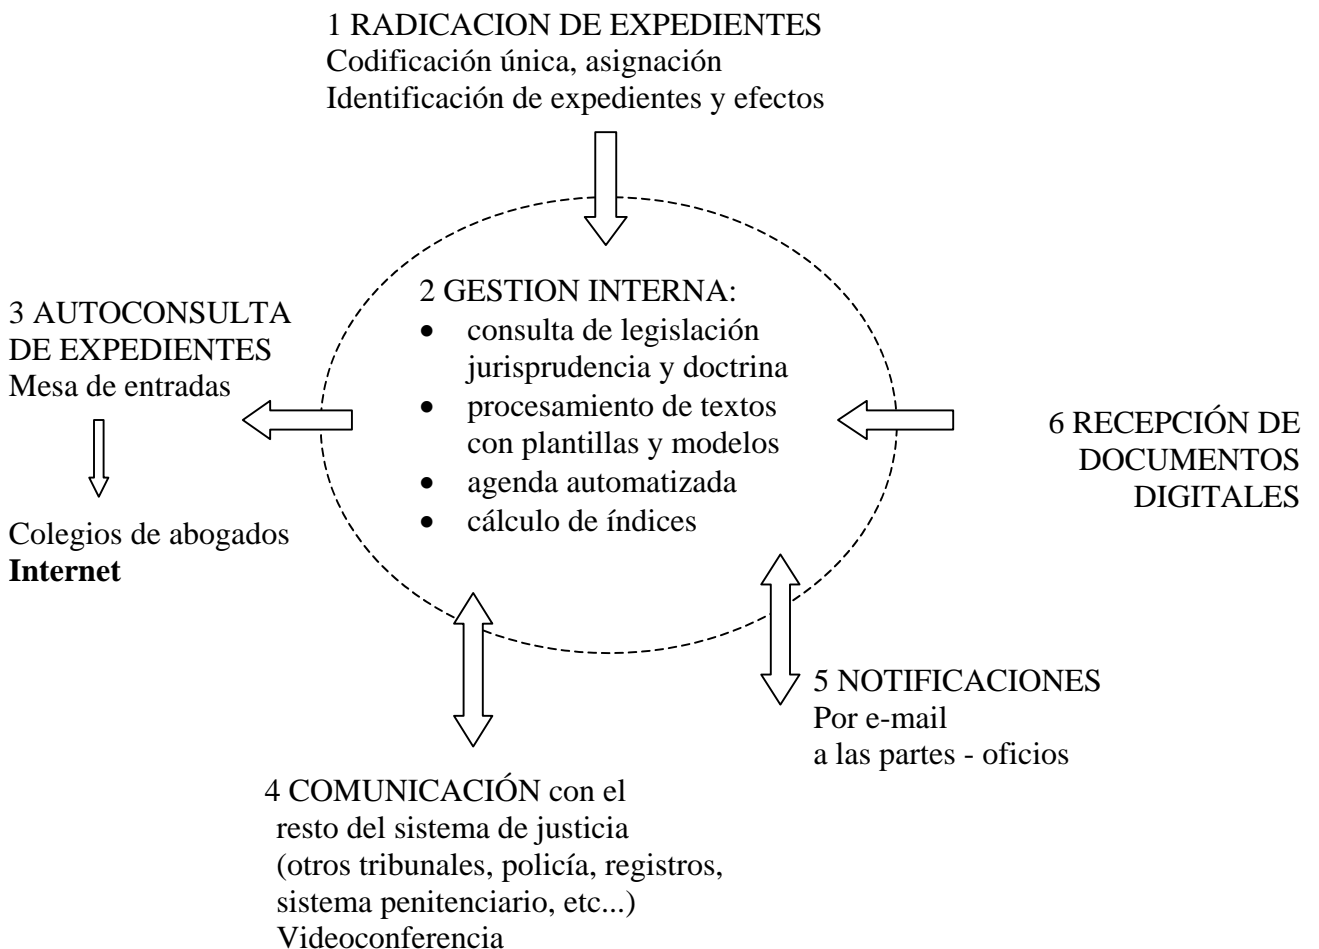 1 RADICACION DE EXPEDIENTES
Codificación única, asignación
Identificación de expedientes y efectos
2 GESTION INTERNA:
• consulta de legislación
jurisprudencia y doctrina
• procesamiento de textos
con plantillas y modelos
• agenda automatizada
• cálculo de índices
3 AUTOCONSULTA
DE EXPEDIENTES
Mesa de entradas
Colegios de abogados
Internet
4 COMUNICACIÓN con el
resto del sistema de justicia
(otros tribunales, policía, registros,
sistema penitenciario, etc...)
Videoconferencia
5 NOTIFICACIONES
Por e-mail
a las partes - oficios
6 RECEPCIÓN DE
DOCUMENTOS
DIGITALES